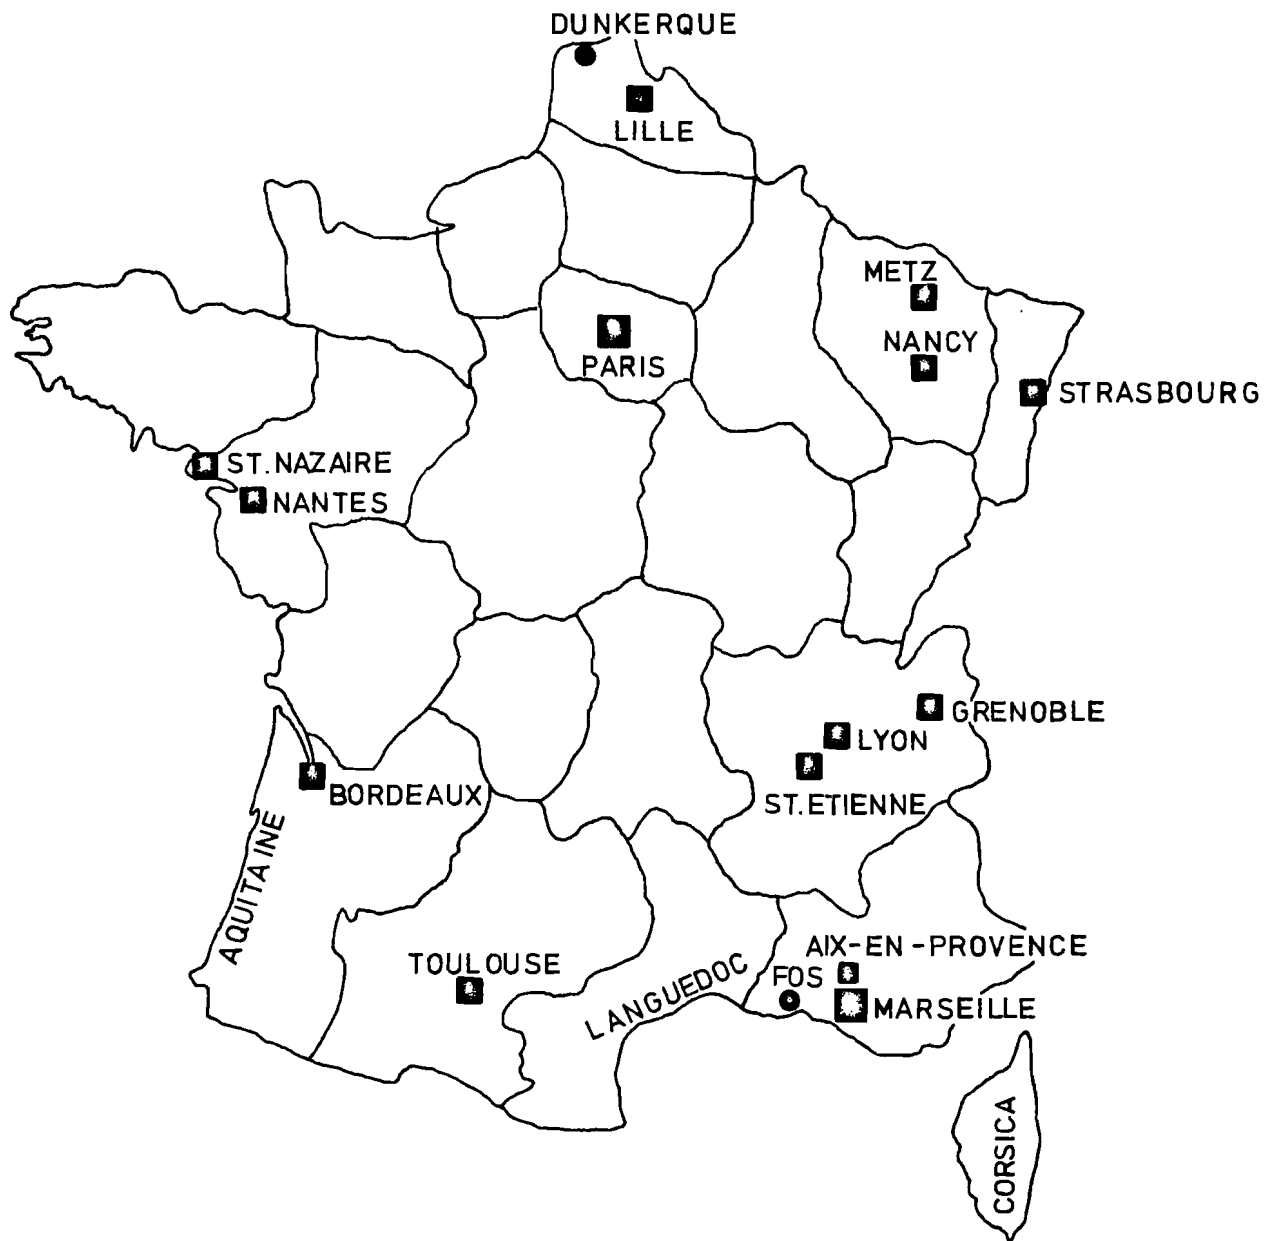 DUNKERQUE
LILLE
METZ
NANCY
PARIS
STRASBOURG
ST. NAZAIRE
NANTES
GRENOBLE
LYON
BORDEAUX
ST. ETIENNE
AQUITAINE
AIX-EN-PROVENCE
TOULOUSE
FOS
LANGUEDOC
MARSEILLE
CORSICA